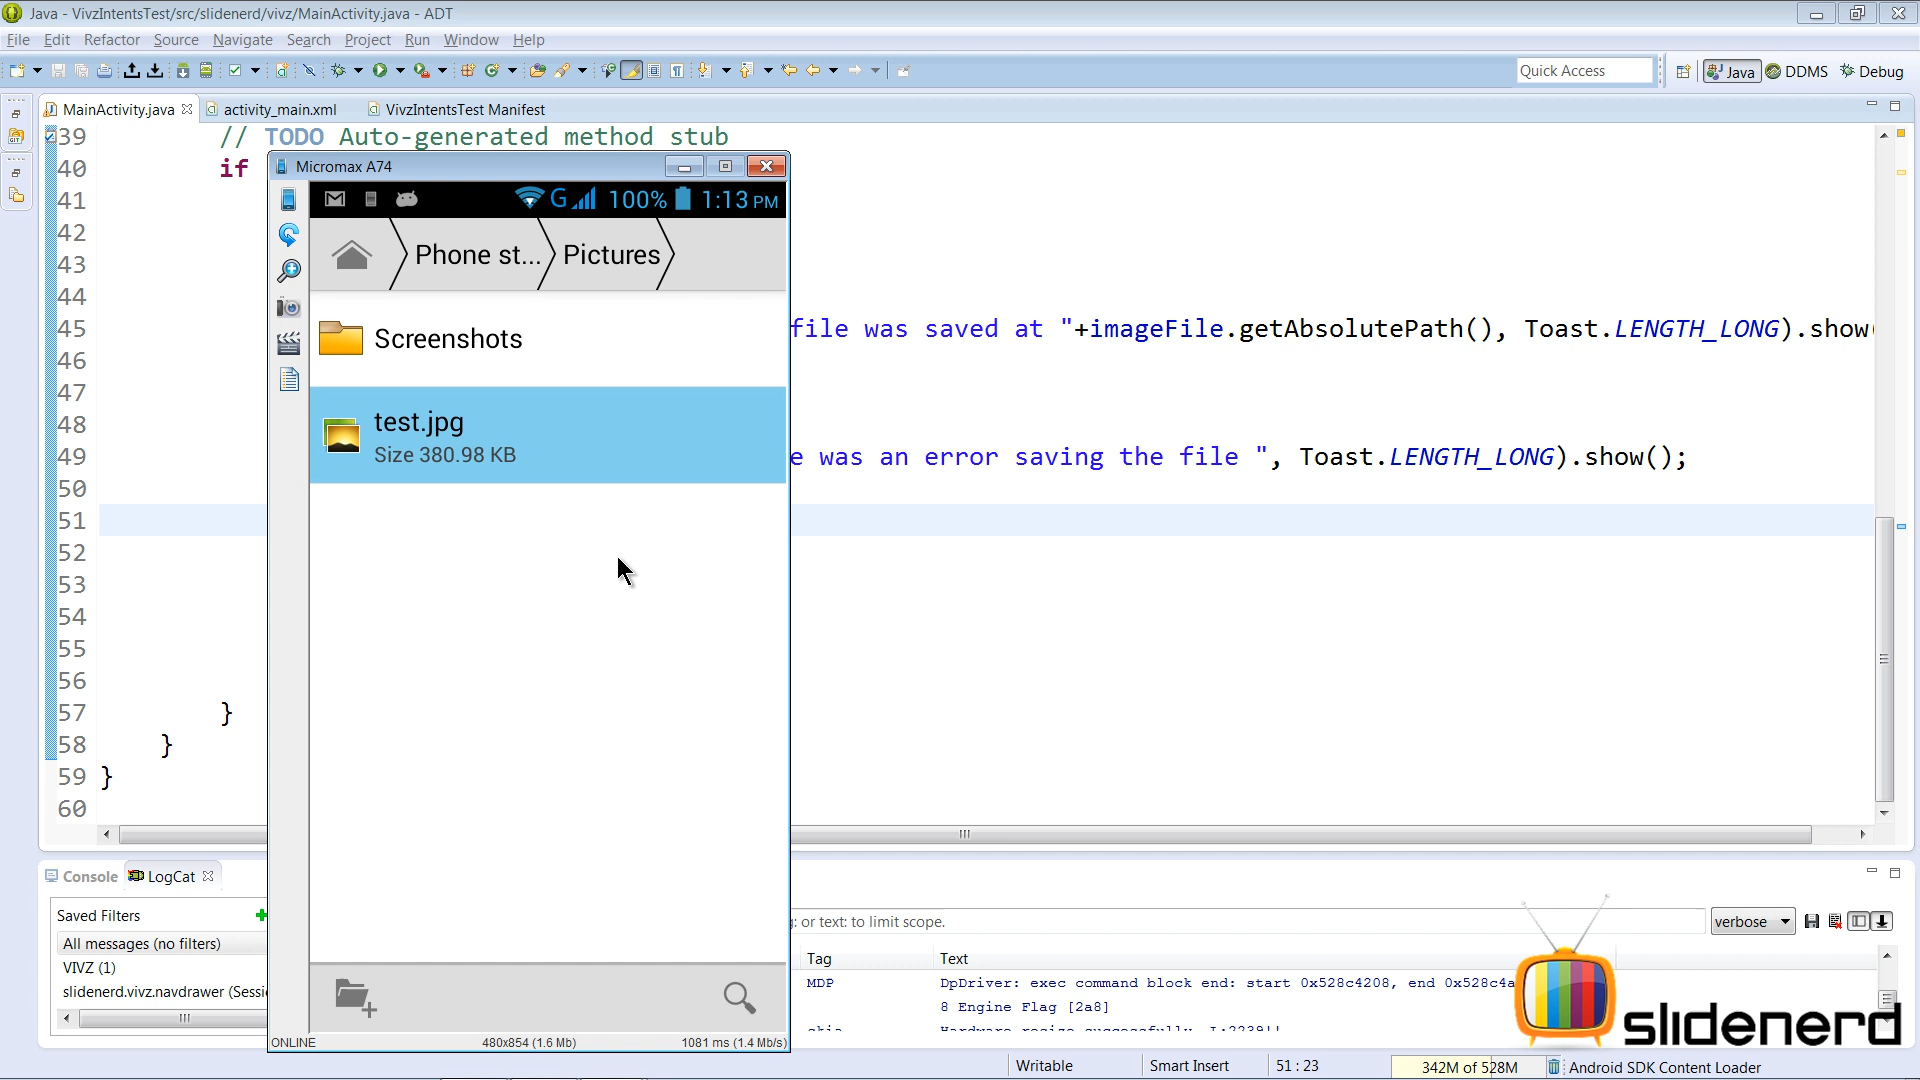 Java - VivzIntentsTest/src/slidenerd/vivz/MainActivity.java - ADT
File Edit Refactor Source Navigate Search Project Run Window Help
Quick Access Java DDMS Debug
MainActivity.java activity_main.xml VivzIntentsTest Manifest
39 // TODO Auto-generated method stub
40 if
41
42
43
44
45 file was saved at "+imageFile.getAbsolutePath(), Toast.LENGTH_LONG).show(
46
47
48
49 e was an error saving the file ", Toast.LENGTH_LONG).show();
50
51
52
53
54
55
56
57 }
58 }
59 }
60
Micromax A74
G 100% 1:13 PM
Phone st... Pictures
Screenshots
test.jpg
Size 380.98 KB
ONLINE 480x854 (1.6 Mb) 1081 ms (1.4 Mb/s)
Console LogCat
Saved Filters
All messages (no filters)
VIVZ (1)
slidenerd.vivz.navdrawer (Sessi
: or text: to limit scope. verbose
Tag Text
MDP DpDriver: exec command block end: start 0x528c4208, end 0x528c4a
8 Engine Flag [2a8]
slidenerd
Writable Smart Insert 51 : 23 342M of 528M Android SDK Content Loader